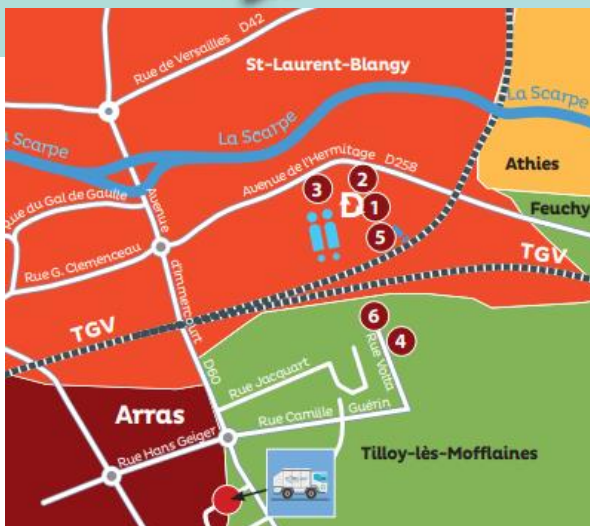 Rue de Versailles D42
St-Laurent-Blangy
La Scarpe
La Scarpe
La Scarpe
Athies
Avenue de l'Hermitage D258
2
3
Đ 1
Feuchy
Rue du Gal de Gaulle
Avenue d'Immercourt D60
5
Rue G. Clemenceau
TGV
TGV
6
4
Rue Volta
Rue Jacquart
Arras
Rue Camille Guérin
Rue Hans Geiger
Tilloy-lès-Mofflaines